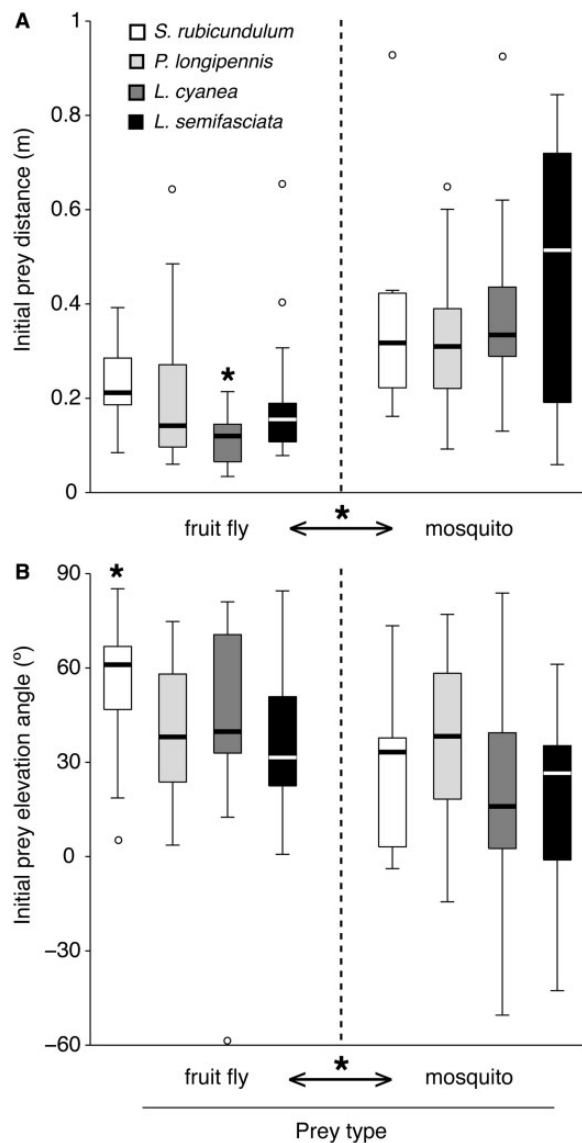 A
S. rubicundulum
P. longipennis
L. cyanea
L. semifasciata
Initial prey distance (m)
1
0.8
0.6
0.4
0.2
0
*
fruit fly
*
mosquito
B
*
Initial prey elevation angle (º)
90
60
30
0
–30
–60
fruit fly
*
mosquito
Prey type